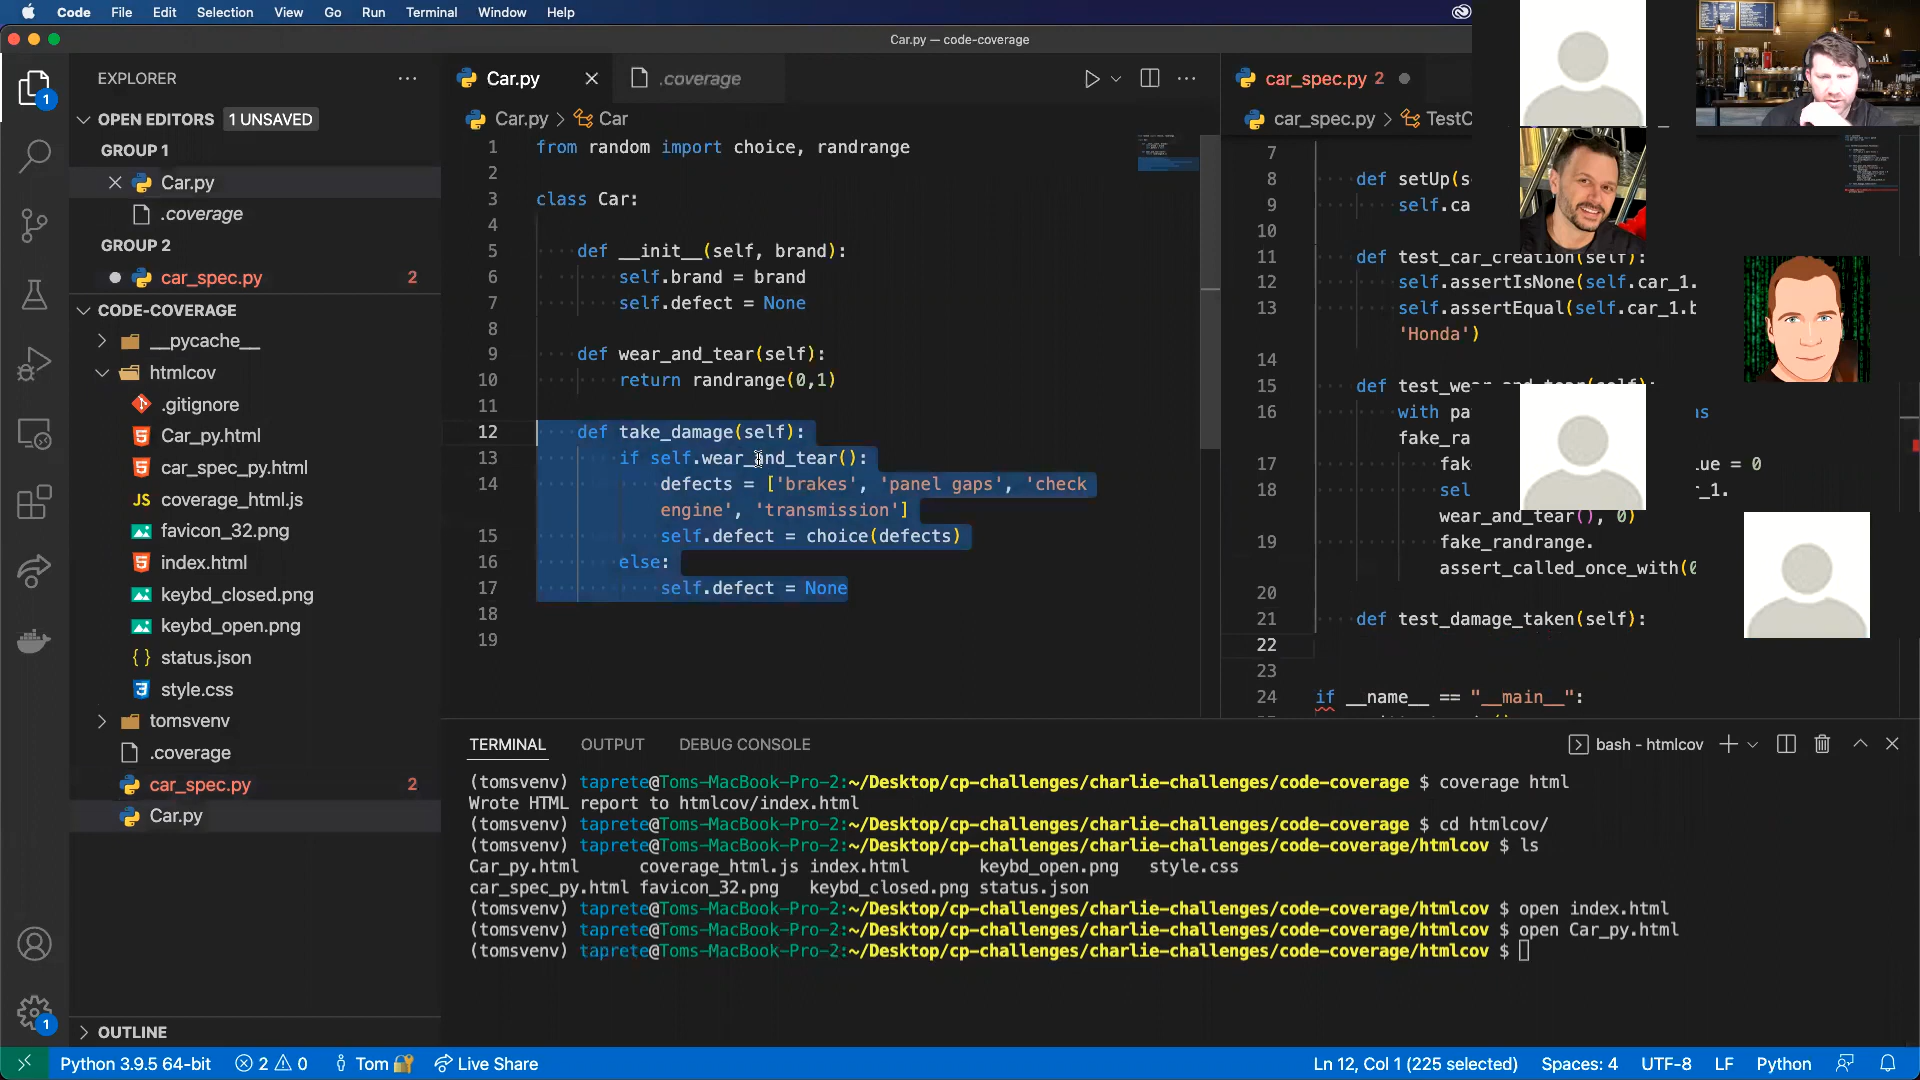 Code File Edit Selection View Go Run Terminal Window Help
Car.py — code-coverage
EXPLORER
OPEN EDITORS 1 UNSAVED
GROUP 1
Car.py
.coverage
GROUP 2
car_spec.py 2
CODE-COVERAGE
__pycache__
htmlcov
.gitignore
Car_py.html
car_spec_py.html
JS coverage_html.js
favicon_32.png
index.html
keybd_closed.png
keybd_open.png
{} status.json
style.css
tomsvenv
.coverage
car_spec.py 2
Car.py
OUTLINE
1
1
Car.py
.coverage
Car.py > Car
1 from random import choice, randrange
2
3 class Car:
4
5 def __init__(self, brand):
6 self.brand = brand
7 self.defect = None
8
9 def wear_and_tear(self):
10 return randrange(0,1)
11
12 def take_damage(self):
13 if self.wear_and_tear():
14 defects = ['brakes', 'panel gaps', 'check
engine', 'transmission']
15 self.defect = choice(defects)
16 else:
17 self.defect = None
18
19
car_spec.py 2
car_spec.py > TestC
7
8 def setUp(s
9 self.ca
10
11 def test_car_creation(self):
12 self.assertIsNone(self.car_1.
13 self.assertEqual(self.car_1.b
'Honda')
14
15 def test_wear_and_tear(self):
16 with pa as
fake_ra
17 fak ue = 0
18 sel _1.
wear_and_tear(), 0)
19 fake_randrange.
assert_called_once_with(0
20
21 def test_damage_taken(self):
22
23
24 if __name__ == "__main__":
TERMINAL OUTPUT DEBUG CONSOLE
bash - htmlcov
(tomsvenv) taprete@Toms-MacBook-Pro-2:~/Desktop/cp-challenges/charlie-challenges/code-coverage $ coverage html
Wrote HTML report to htmlcov/index.html
(tomsvenv) taprete@Toms-MacBook-Pro-2:~/Desktop/cp-challenges/charlie-challenges/code-coverage $ cd htmlcov/
(tomsvenv) taprete@Toms-MacBook-Pro-2:~/Desktop/cp-challenges/charlie-challenges/code-coverage/htmlcov $ ls
Car_py.html coverage_html.js index.html keybd_open.png style.css
car_spec_py.html favicon_32.png keybd_closed.png status.json
(tomsvenv) taprete@Toms-MacBook-Pro-2:~/Desktop/cp-challenges/charlie-challenges/code-coverage/htmlcov $ open index.html
(tomsvenv) taprete@Toms-MacBook-Pro-2:~/Desktop/cp-challenges/charlie-challenges/code-coverage/htmlcov $ open Car_py.html
(tomsvenv) taprete@Toms-MacBook-Pro-2:~/Desktop/cp-challenges/charlie-challenges/code-coverage/htmlcov $
Python 3.9.5 64-bit 2 0 Tom Live Share Ln 12, Col 1 (225 selected) Spaces: 4 UTF-8 LF Python